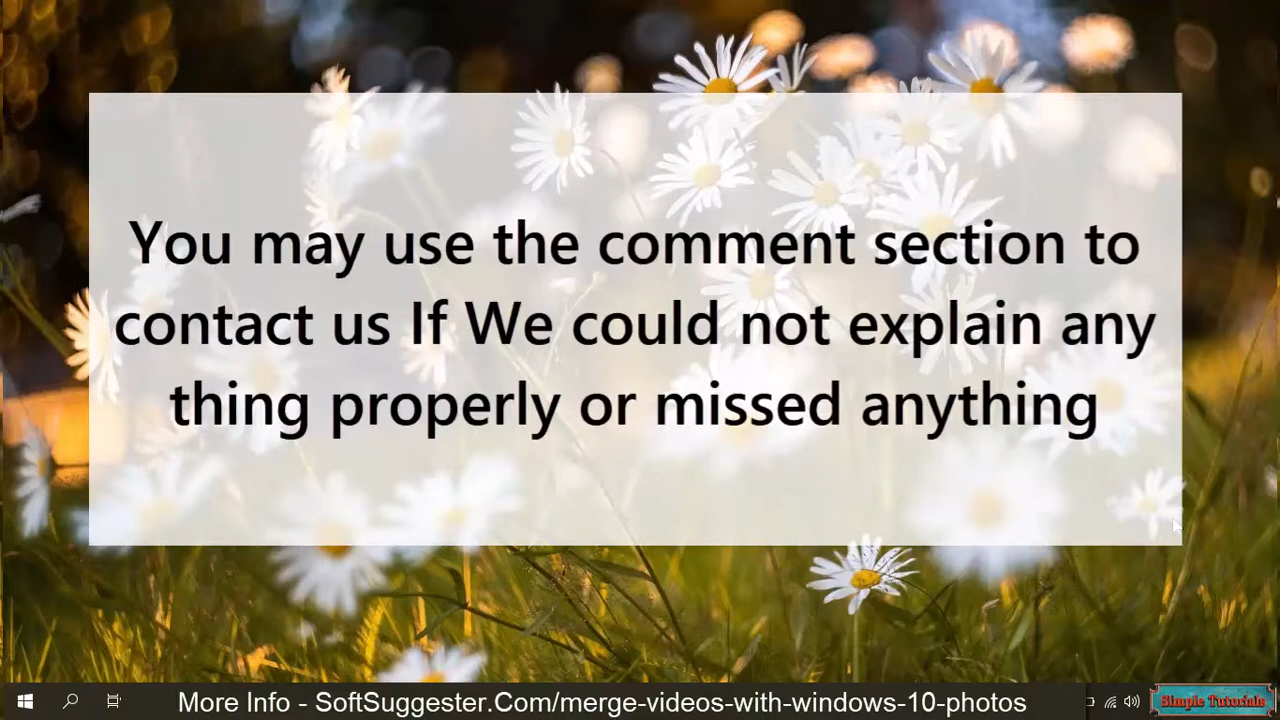 You may use the comment section to
contact us If We could not explain any
thing properly or missed anything
More Info - SoftSuggester.Com/merge-videos-with-windows-10-photos
Simple Tutorials